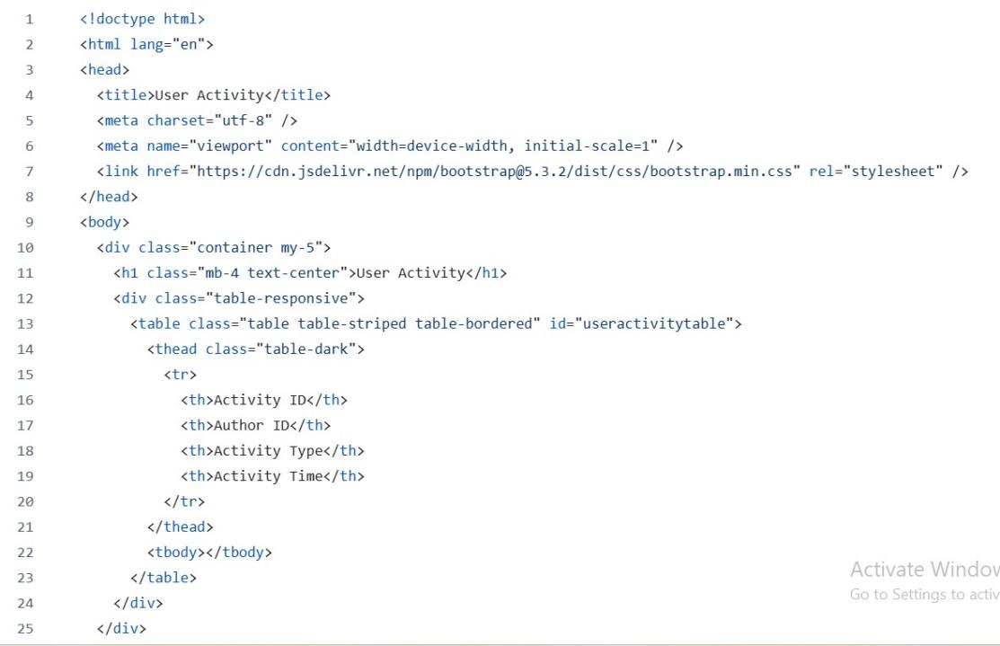 1 <!doctype html>
2 <html lang="en">
3 <head>
4 <title>User Activity</title>
5 <meta charset="utf-8" />
6 <meta name="viewport" content="width=device-width, initial-scale=1" />
7 <link href="https://cdn.jsdelivr.net/npm/bootstrap@5.3.2/dist/css/bootstrap.min.css" rel="stylesheet" />
8 </head>
9 <body>
10 <div class="container my-5">
11 <h1 class="mb-4 text-center">User Activity</h1>
12 <div class="table-responsive">
13 <table class="table table-striped table-bordered" id="useractivitytable">
14 <thead class="table-dark">
15 <tr>
16 <th>Activity ID</th>
17 <th>Author ID</th>
18 <th>Activity Type</th>
19 <th>Activity Time</th>
20 </tr>
21 </thead>
22 <tbody></tbody>
23 </table>
24 </div>
25 </div>
Activate Window
Go to Settings to activ